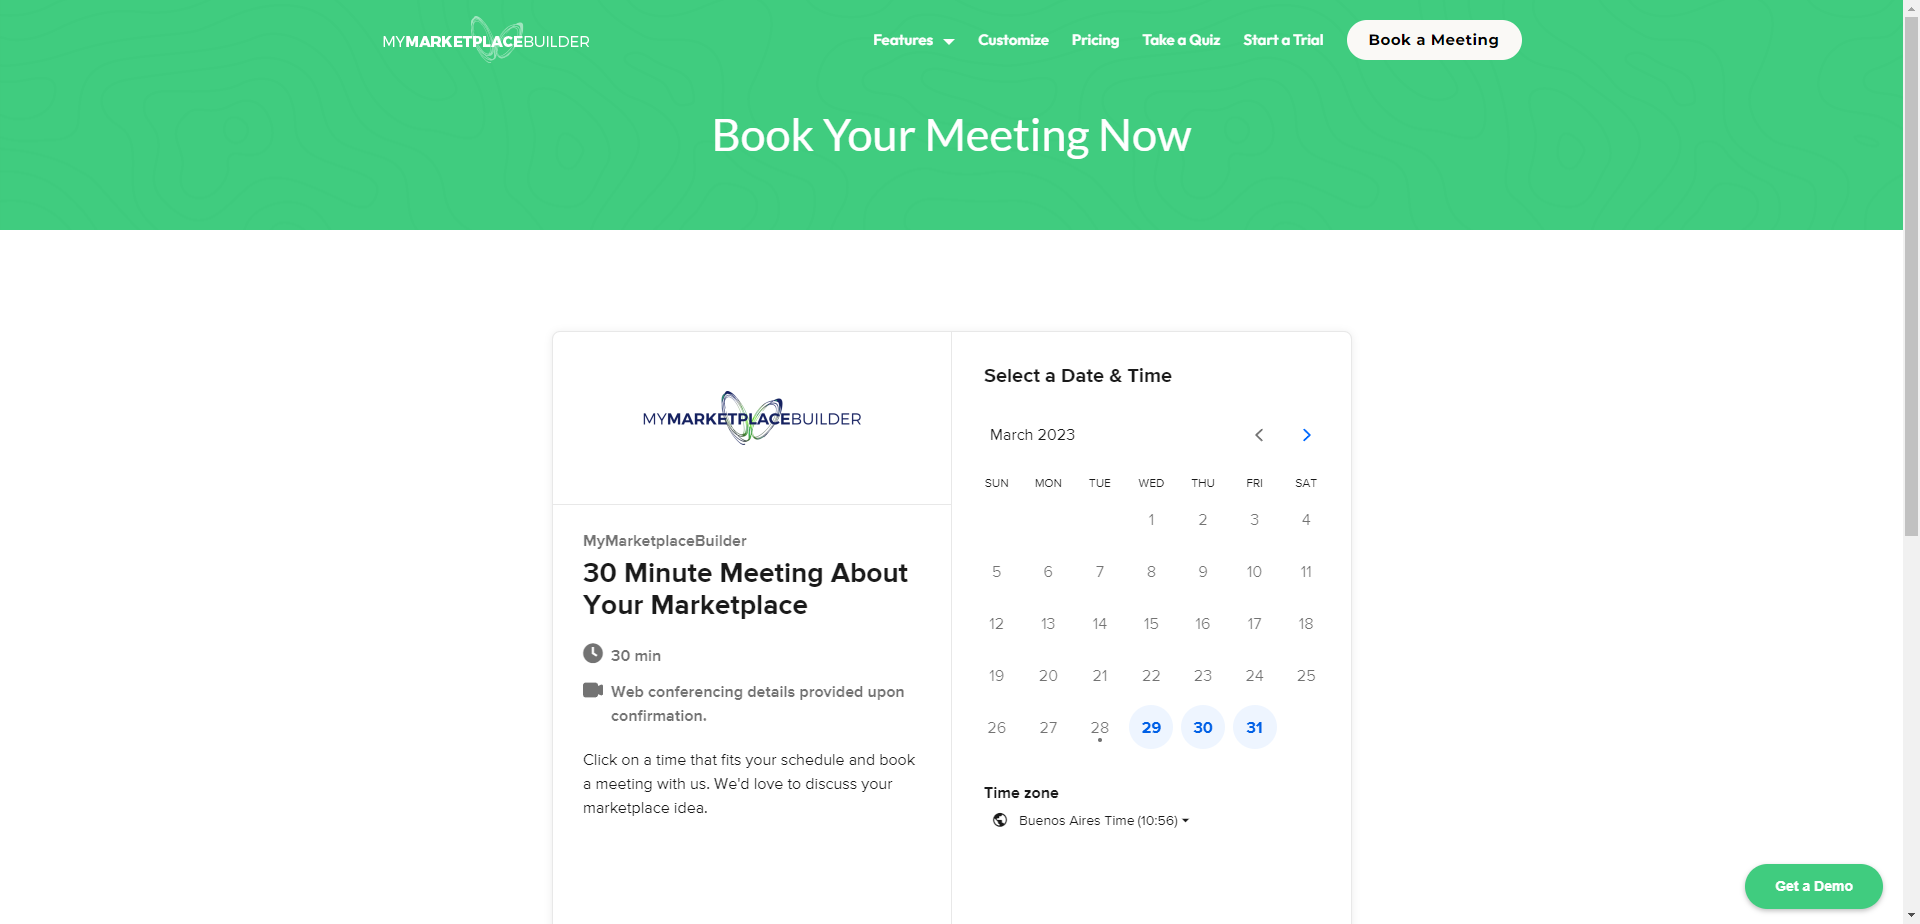 MYMARKETPLACEBUILDER
Features Customize Pricing Take a Quiz Start a Trial Book a Meeting
Book Your Meeting Now
MYMARKETPLACEBUILDER
MyMarketplaceBuilder
30 Minute Meeting About
Your Marketplace
30 min
Web conferencing details provided upon
confirmation.
Click on a time that fits your schedule and book
a meeting with us. We'd love to discuss your
marketplace idea.
Select a Date & Time
March 2023
SUN MON TUE WED THU FRI SAT
1 2 3 4
5 6 7 8 9 10 11
12 13 14 15 16 17 18
19 20 21 22 23 24 25
26 27 28 29 30 31
Time zone
Buenos Aires Time (10:56)
Get a Demo